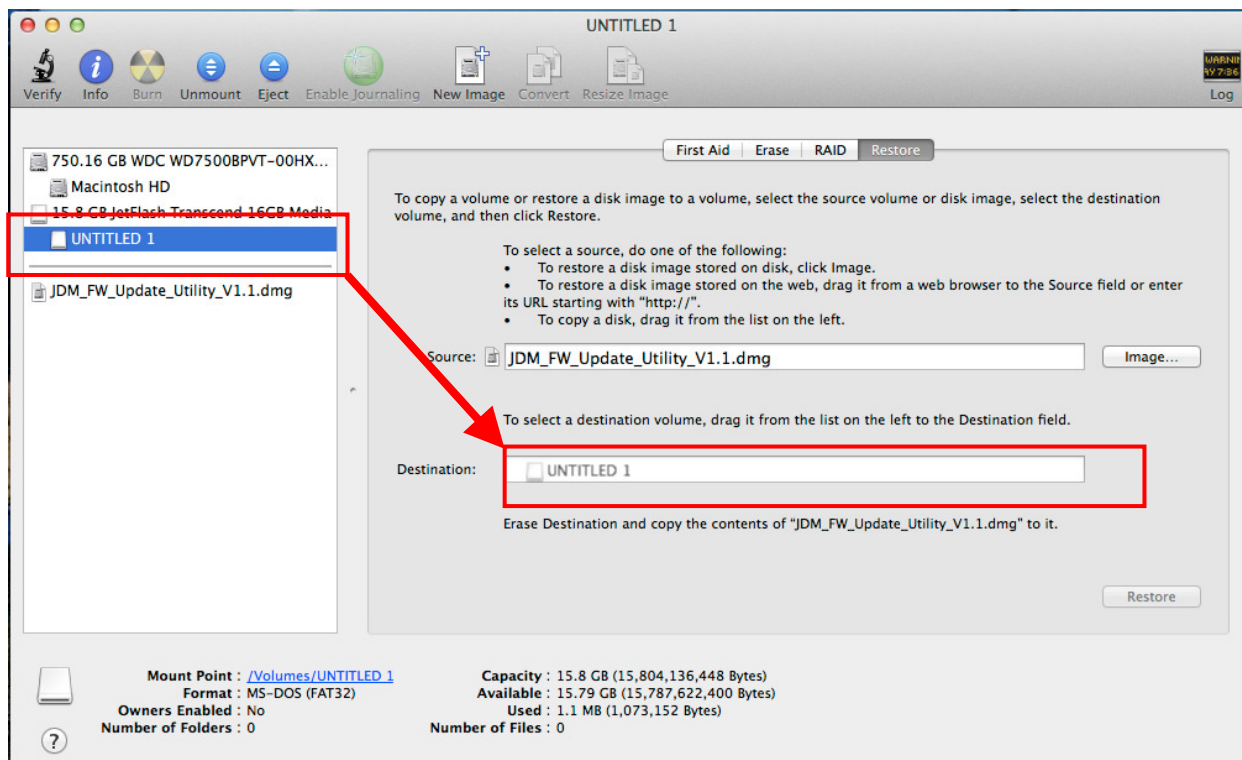 UNTITLED 1
Verify Info Burn Unmount Eject Enable Journaling New Image Convert Resize Image Log
WARNIN
AY 7:36
First Aid Erase RAID Restore
750.16 GB WDC WD7500BPVT-00HX...
Macintosh HD
15.8 GB JetFlash Transcend 16GB Media
UNTITLED 1
JDM_FW_Update_Utility_V1.1.dmg
To copy a volume or restore a disk image to a volume, select the source volume or disk image, select the destination
volume, and then click Restore.
To select a source, do one of the following:
• To restore a disk image stored on disk, click Image.
• To restore a disk image stored on the web, drag it from a web browser to the Source field or enter
its URL starting with “http://”.
• To copy a disk, drag it from the list on the left.
Source: JDM_FW_Update_Utility_V1.1.dmg Image...
To select a destination volume, drag it from the list on the left to the Destination field.
Destination: UNTITLED 1
Erase Destination and copy the contents of “JDM_FW_Update_Utility_V1.1.dmg” to it.
Restore
Mount Point : /Volumes/UNTITLED 1 Capacity : 15.8 GB (15,804,136,448 Bytes)
Format : MS-DOS (FAT32) Available : 15.79 GB (15,787,622,400 Bytes)
Owners Enabled : No Used : 1.1 MB (1,073,152 Bytes)
Number of Folders : 0 Number of Files : 0
?